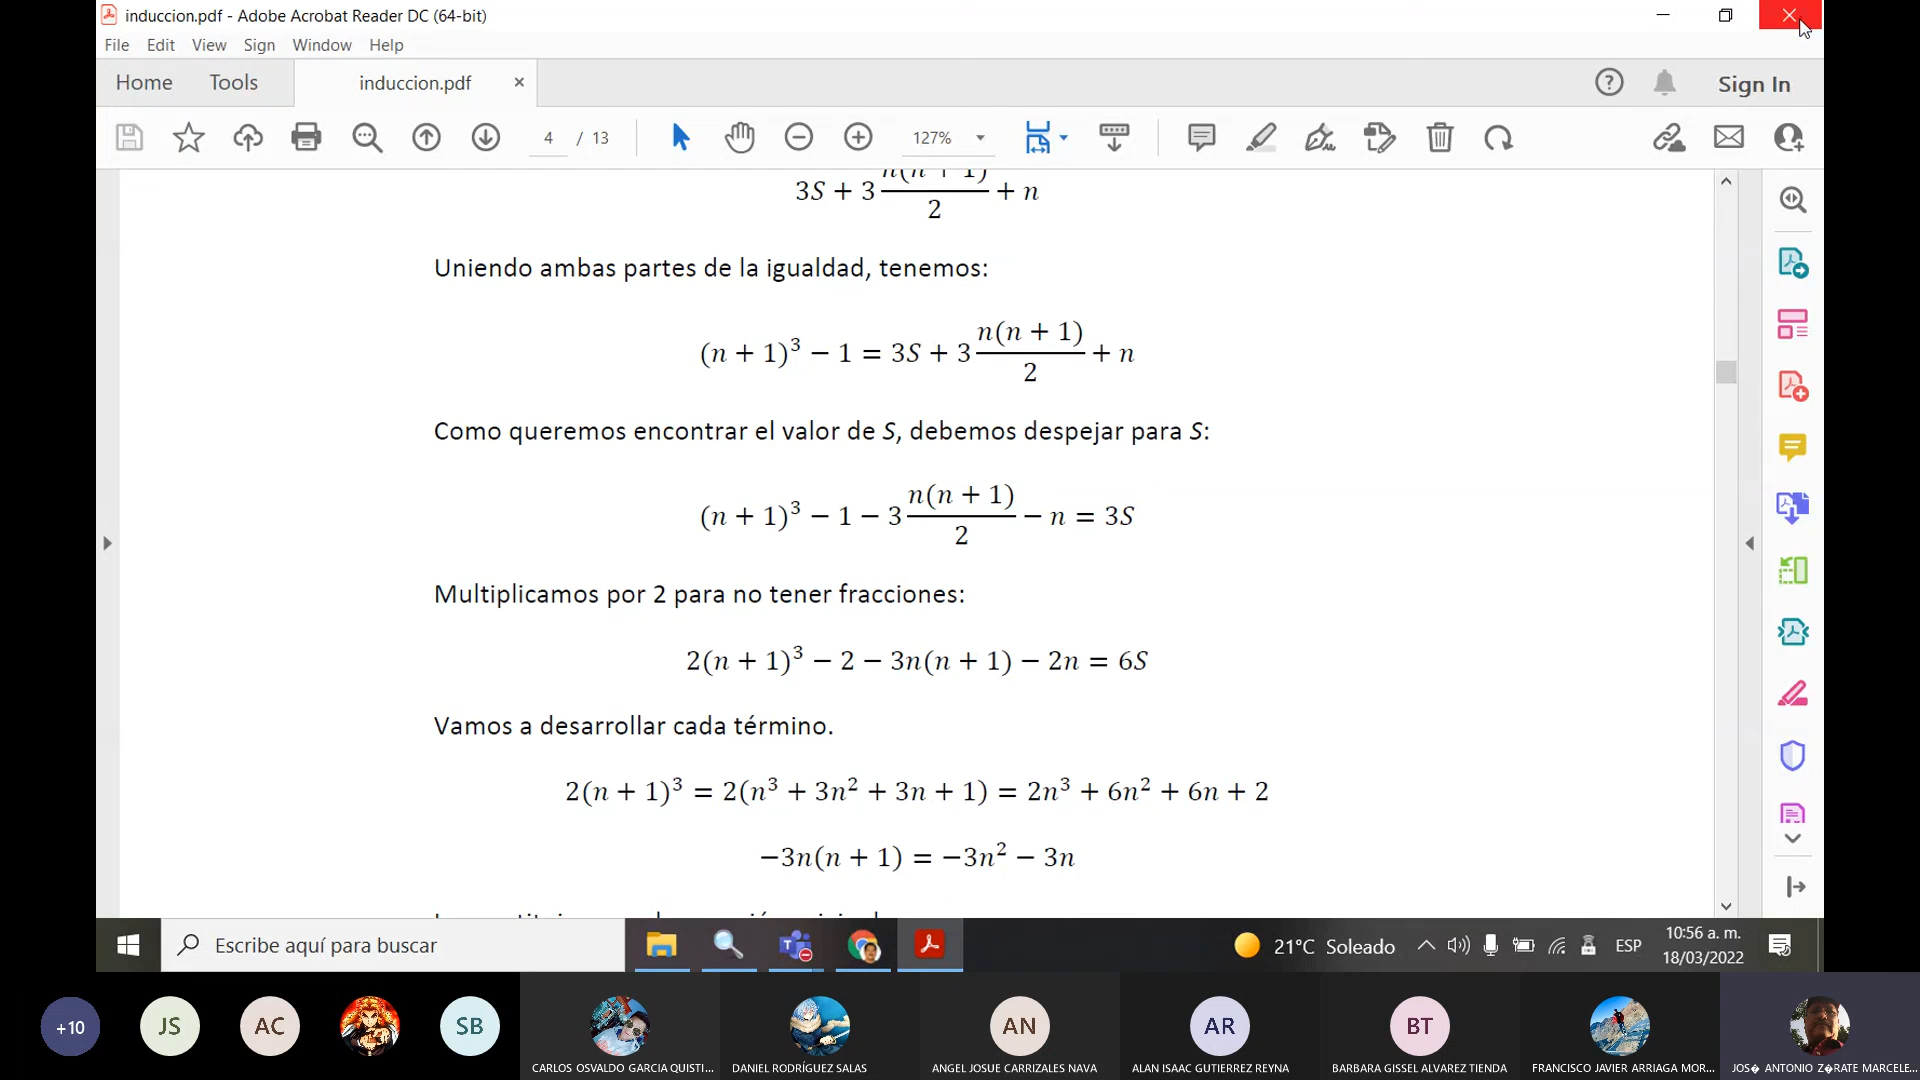 induccion.pdf - Adobe Acrobat Reader DC (64-bit)
File Edit View Sign Window Help
Home Tools induccion.pdf × Sign In
4 / 13 127%
3S + 3 n(n + 1)/2 + n
Uniendo ambas partes de la igualdad, tenemos:
(n + 1)³ − 1 = 3S + 3 n(n + 1)/2 + n
Como queremos encontrar el valor de S, debemos despejar para S:
(n + 1)³ − 1 − 3 n(n + 1)/2 − n = 3S
Multiplicamos por 2 para no tener fracciones:
2(n + 1)³ − 2 − 3n(n + 1) − 2n = 6S
Vamos a desarrollar cada término.
2(n + 1)³ = 2(n³ + 3n² + 3n + 1) = 2n³ + 6n² + 6n + 2
−3n(n + 1) = −3n² − 3n
Escribe aquí para buscar
21°C Soleado
ESP
10:56 a. m.
18/03/2022
+10 JS AC SB AN AR BT
CARLOS OSVALDO GARCIA QUISTI... DANIEL RODRÍGUEZ SALAS ANGEL JOSUE CARRIZALES NAVA ALAN ISAAC GUTIERREZ REYNA BARBARA GISSEL ALVAREZ TIENDA FRANCISCO JAVIER ARRIAGA MOR... JOS� ANTONIO Z�RATE MARCELE...